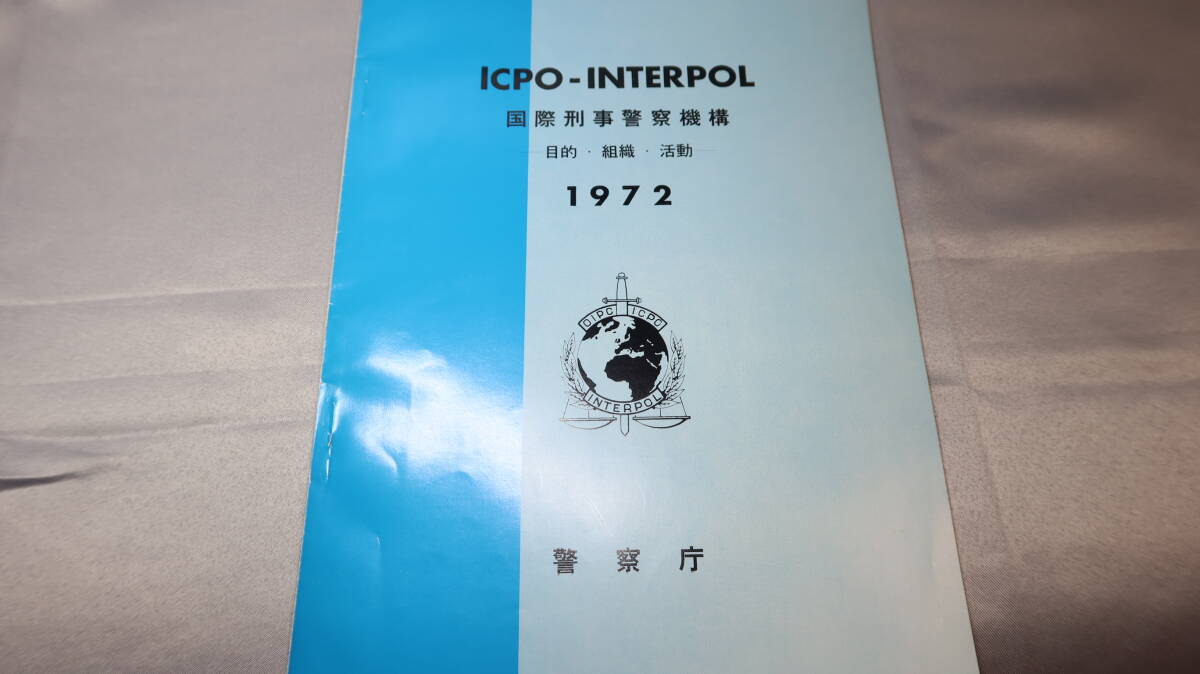 ICPO-INTERPOL
国際刑事警察機構
目的・組織・活動
1972
OIPC ICPO
INTERPOL
警察庁